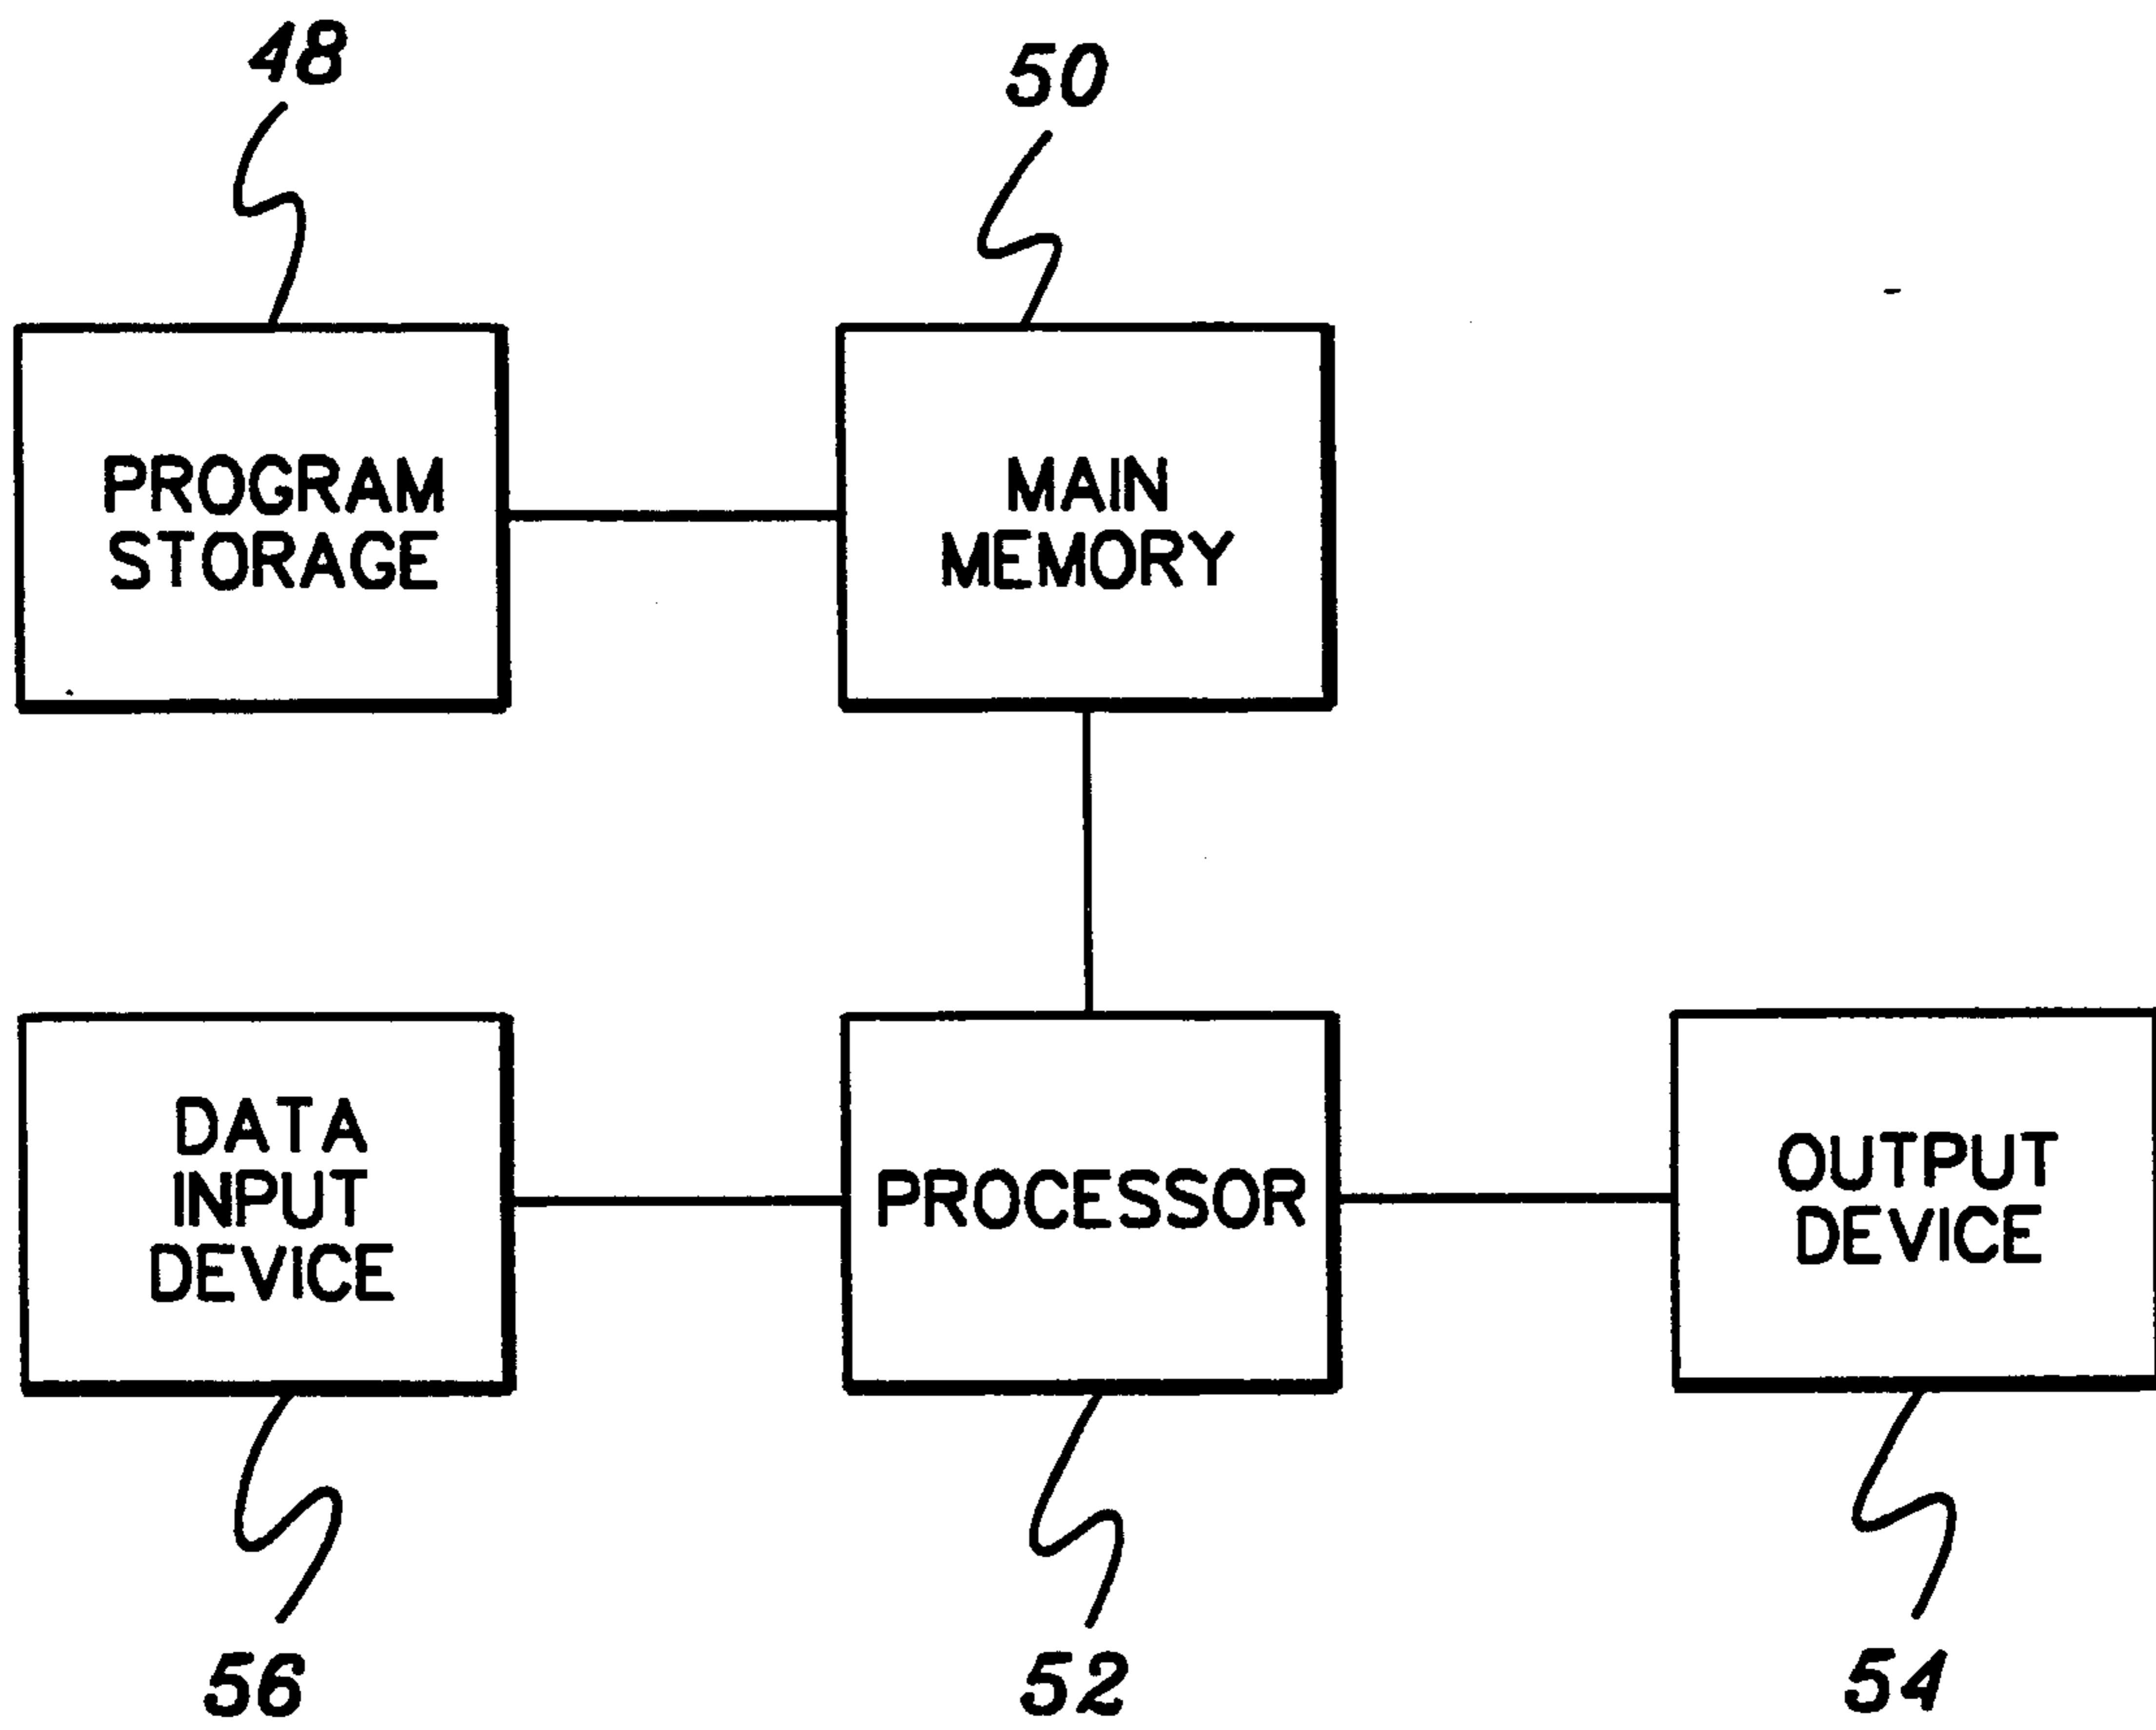 48
50
PROGRAM
STORAGE
MAIN
MEMORY
DATA
INPUT
DEVICE
PROCESSOR
OUTPUT
DEVICE
56
52
54